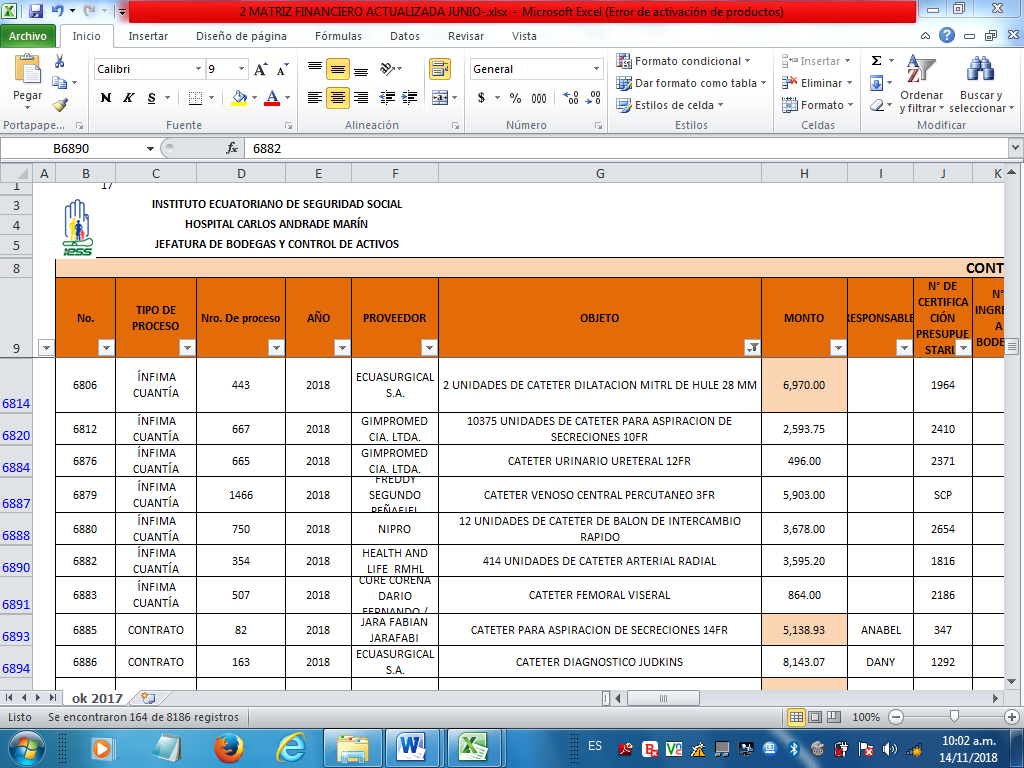 2 MATRIZ FINANCIERO ACTUALIZADA JUNIO-.xlsx - Microsoft Excel (Error de activación de productos)
Archivo Inicio Insertar Diseño de página Fórmulas Datos Revisar Vista
Pegar
Calibri 9
N K S
General
$ % 000
Formato condicional
Dar formato como tabla
Estilos de celda
Insertar
Eliminar
Formato
Σ
Ordenar y filtrar
Buscar y seleccionar
Portapape... Fuente Alineación Número Estilos Celdas Modificar
B6890 fx 6882
A B C D E F G H I J K
1 17
3 INSTITUTO ECUATORIANO DE SEGURIDAD SOCIAL
4 HOSPITAL CARLOS ANDRADE MARÍN
5 JEFATURA DE BODEGAS Y CONTROL DE ACTIVOS
iess
8 CONT
9 No. TIPO DE PROCESO Nro. De proceso AÑO PROVEEDOR OBJETO MONTO RESPONSABLE N° DE CERTIFICACIÓN PRESUPUESTARI N° INGRE A BODE
6814 6806 ÍNFIMA CUANTÍA 443 2018 ECUASURGICAL S.A. 2 UNIDADES DE CATETER DILATACION MITRL DE HULE 28 MM 6,970.00 1964
6820 6812 ÍNFIMA CUANTÍA 667 2018 GIMPROMED CIA. LTDA. 10375 UNIDADES DE CATETER PARA ASPIRACION DE SECRECIONES 10FR 2,593.75 2410
6884 6876 ÍNFIMA CUANTÍA 665 2018 GIMPROMED CIA. LTDA. CATETER URINARIO URETERAL 12FR 496.00 2371
6887 6879 ÍNFIMA CUANTÍA 1466 2018 FREDDY SEGUNDO PEÑAFIEL CATETER VENOSO CENTRAL PERCUTANEO 3FR 5,903.00 SCP
6888 6880 ÍNFIMA CUANTÍA 750 2018 NIPRO 12 UNIDADES DE CATETER DE BALON DE INTERCAMBIO RAPIDO 3,678.00 2654
6890 6882 ÍNFIMA CUANTÍA 354 2018 HEALTH AND LIFE RMHL 414 UNIDADES DE CATETER ARTERIAL RADIAL 3,595.20 1816
6891 6883 ÍNFIMA CUANTÍA 507 2018 CURE CORENA DARIO FERNANDO / CATETER FEMORAL VISERAL 864.00 2186
6893 6885 CONTRATO 82 2018 JARA FABIAN JARAFABI CATETER PARA ASPIRACION DE SECRECIONES 14FR 5,138.93 ANABEL 347
6894 6886 CONTRATO 163 2018 ECUASURGICAL S.A. CATETER DIAGNOSTICO JUDKINS 8,143.07 DANY 1292
ok 2017
Listo Se encontraron 164 de 8186 registros 100%
ES 10:02 a.m.
14/11/2018